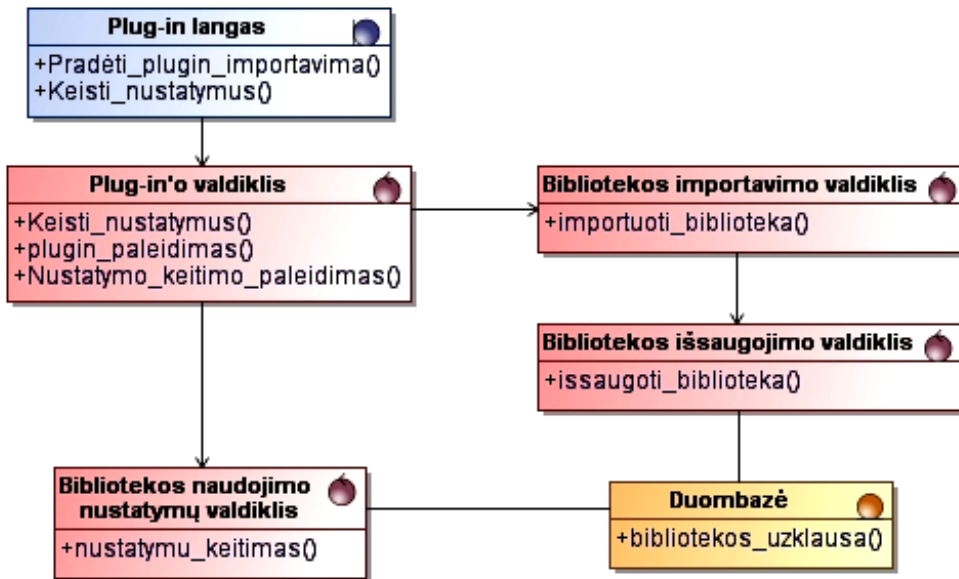 Plug-in langas
+Pradėti_plugin_importavima()
+Keisti_nustatymus()
Plug-in'o valdiklis
+Keisti_nustatymus()
+plugin_paleidimas()
+Nustatymo_keitimo_paleidimas()
Bibliotekos importavimo valdiklis
+importuoti_biblioteka()
Bibliotekos išsaugojimo valdiklis
+issaugoti_biblioteka()
Bibliotekos naudojimo
nustatymų valdiklis
+nustatymu_keitimas()
Duombazė
+bibliotekos_uzklausa()